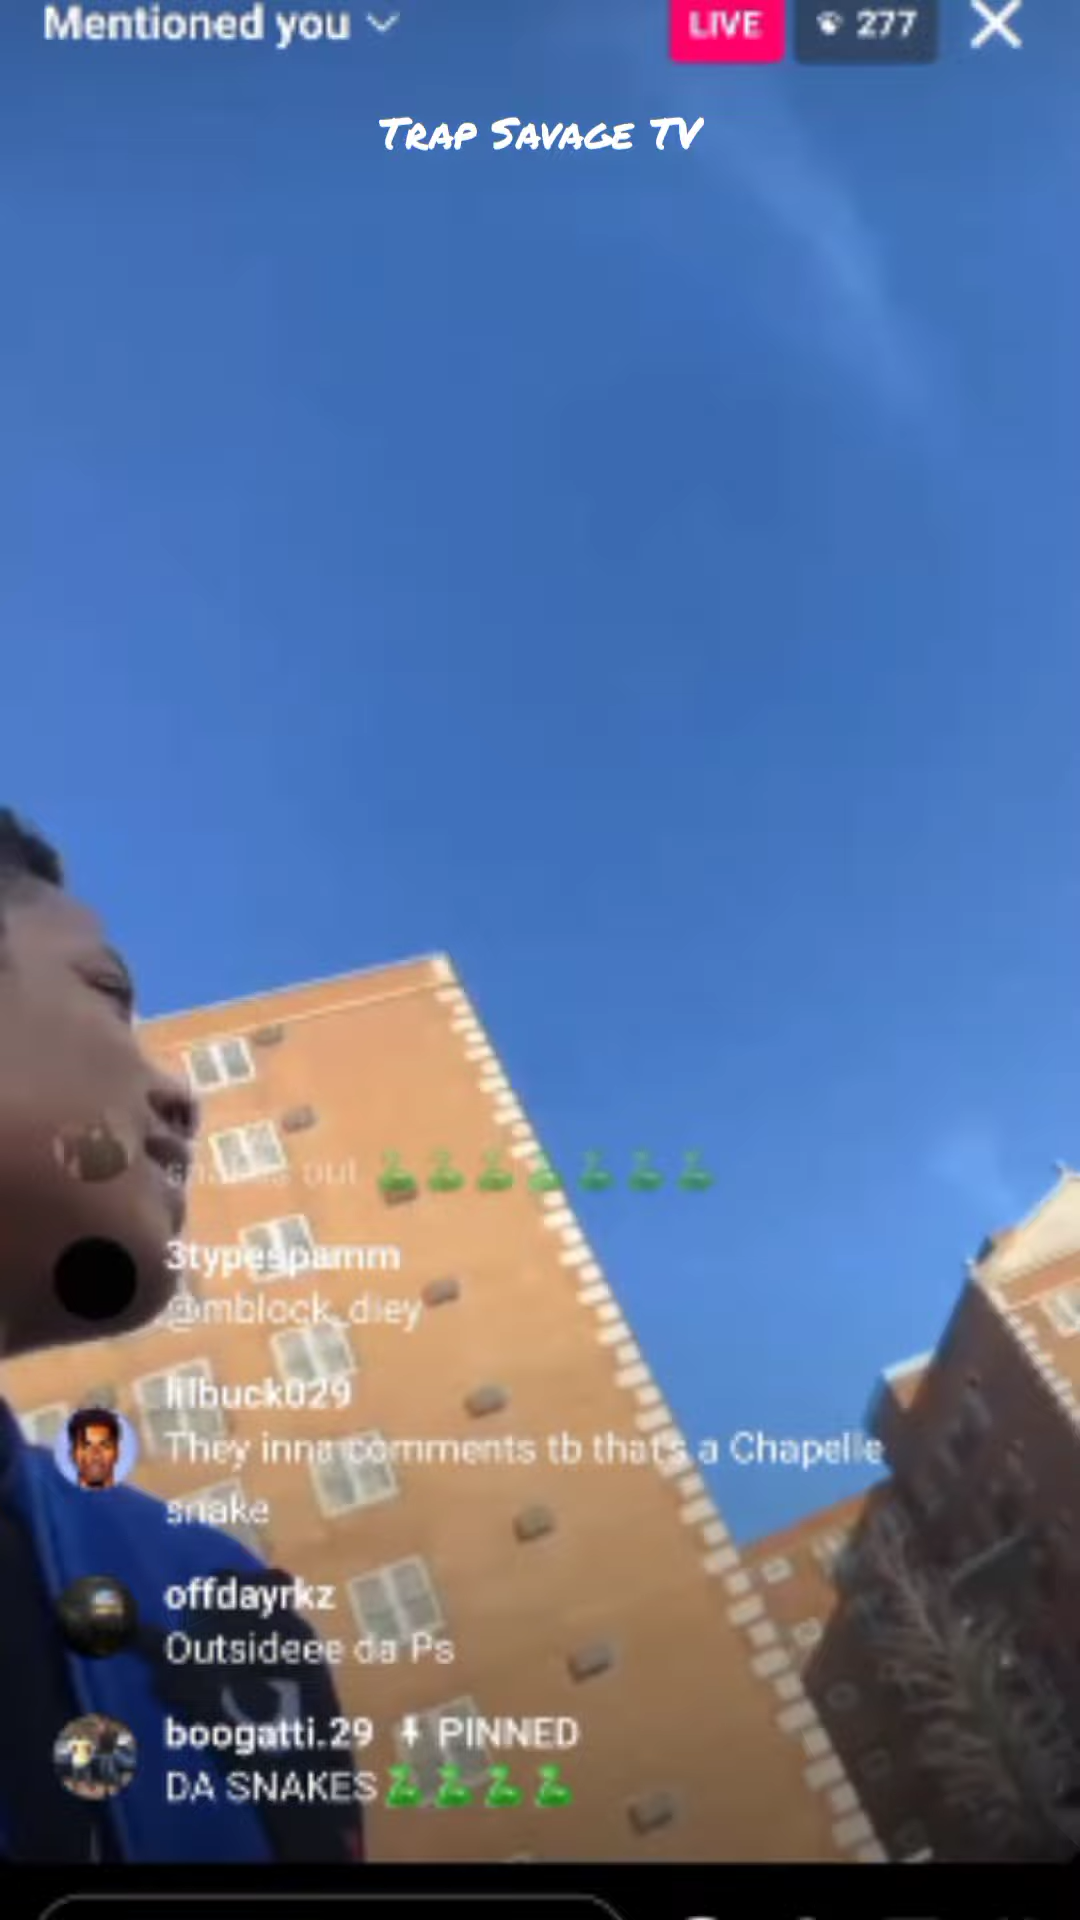 Mentioned you
LIVE
277
TRAP SAVAGE TV
out 🐍🐍🐍🐍🐍🐍🐍
3typespamm
@mblock_diey
lilbuck029
They inna comments tb that's a Chapelle
snake
offdayrkz
Outsideee da Ps
boogatti.29 PINNED
DA SNAKES🐍🐍🐍🐍